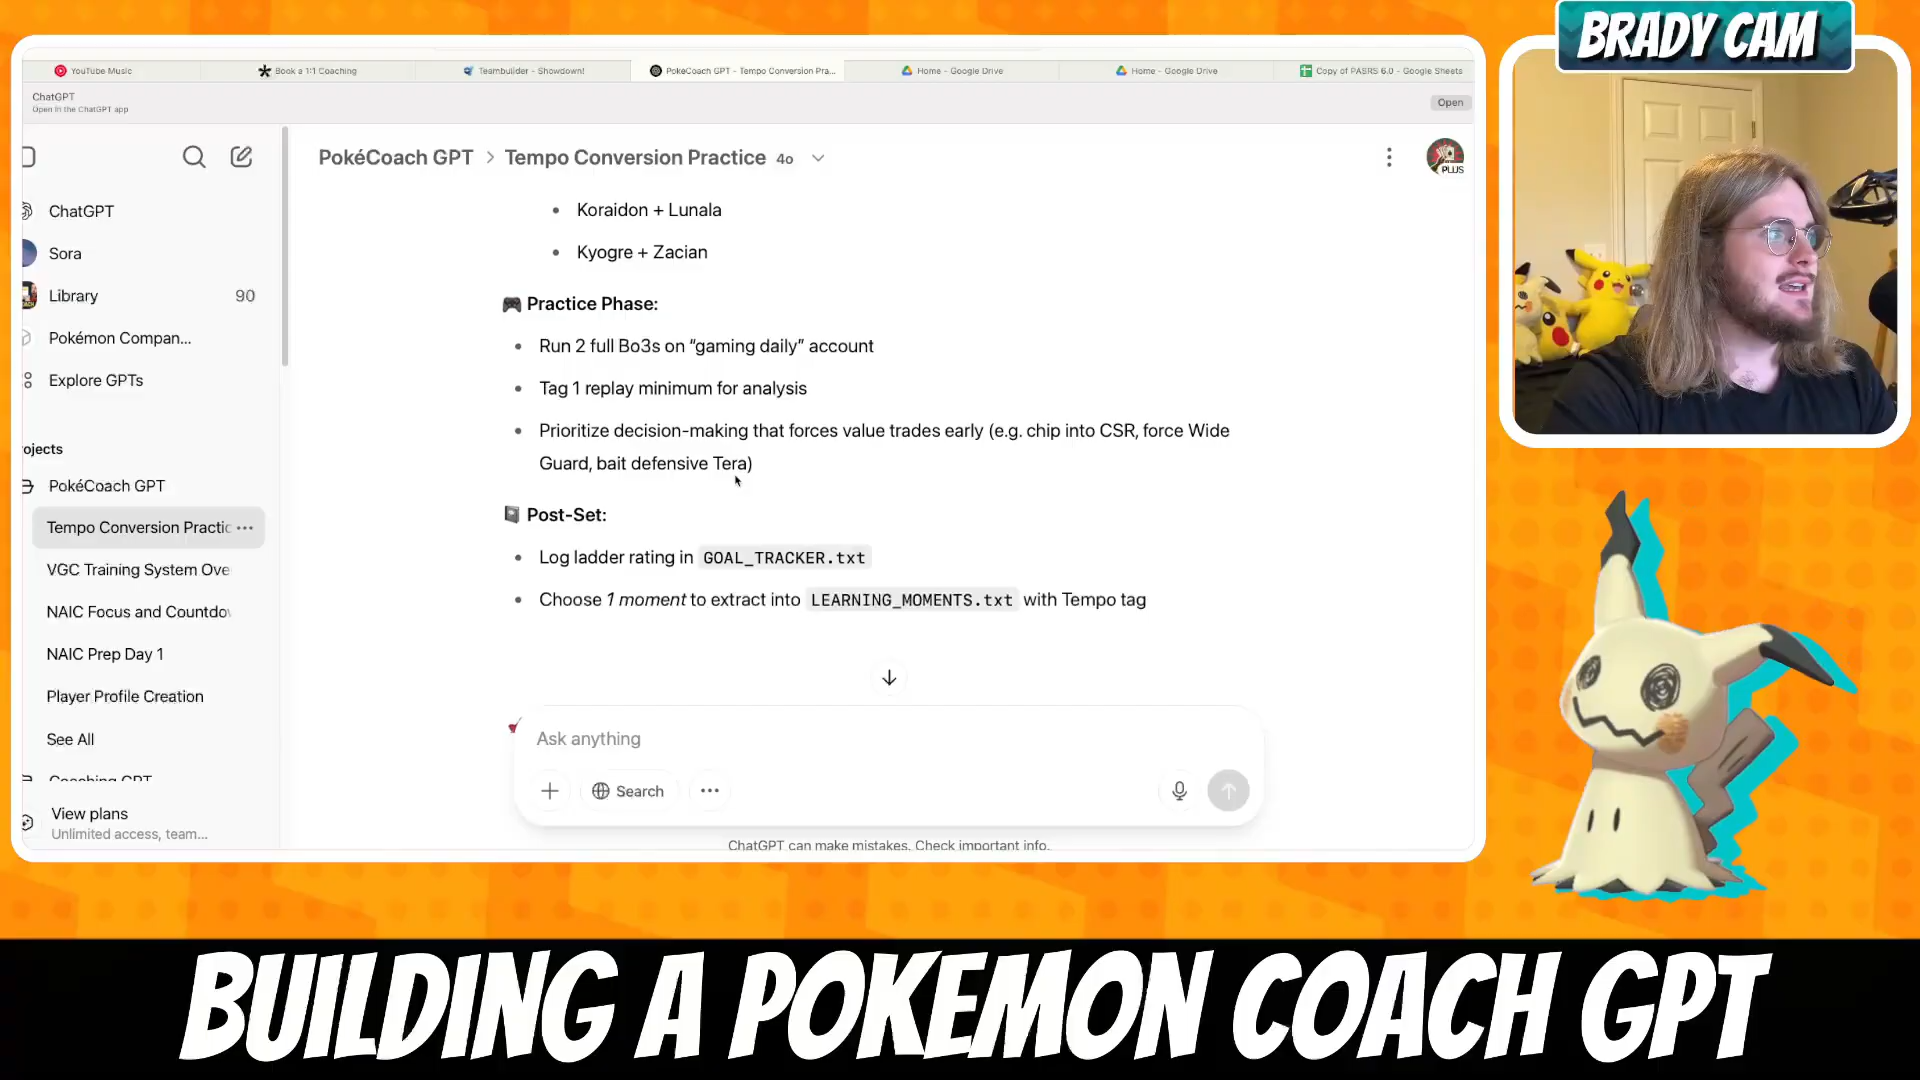 BRADY CAM
YouTube Music
Book a 1:1 Coaching
Teambuilder - Showdown!
PokeCoach GPT - Tempo Conversion Pra...
Home - Google Drive
Home - Google Drive
Copy of PASRS 6.0 - Google Sheets
ChatGPT
Open in the ChatGPT app
Open
PokéCoach GPT > Tempo Conversion Practice 4o
PLUS
ChatGPT
Sora
Library 90
Pokémon Compan...
Explore GPTs
ojects
PokéCoach GPT
Tempo Conversion Practic ...
VGC Training System Ove
NAIC Focus and Countdo
NAIC Prep Day 1
Player Profile Creation
See All
Coaching GPT
View plans
Unlimited access, team...
• Koraidon + Lunala
• Kyogre + Zacian
🎮 Practice Phase:
• Run 2 full Bo3s on “gaming daily” account
• Tag 1 replay minimum for analysis
• Prioritize decision-making that forces value trades early (e.g. chip into CSR, force Wide
Guard, bait defensive Tera)
📓 Post-Set:
• Log ladder rating in GOAL_TRACKER.txt
• Choose 1 moment to extract into LEARNING_MOMENTS.txt with Tempo tag
Ask anything
Search
ChatGPT can make mistakes. Check important info.
BUILDING A POKEMON COACH GPT